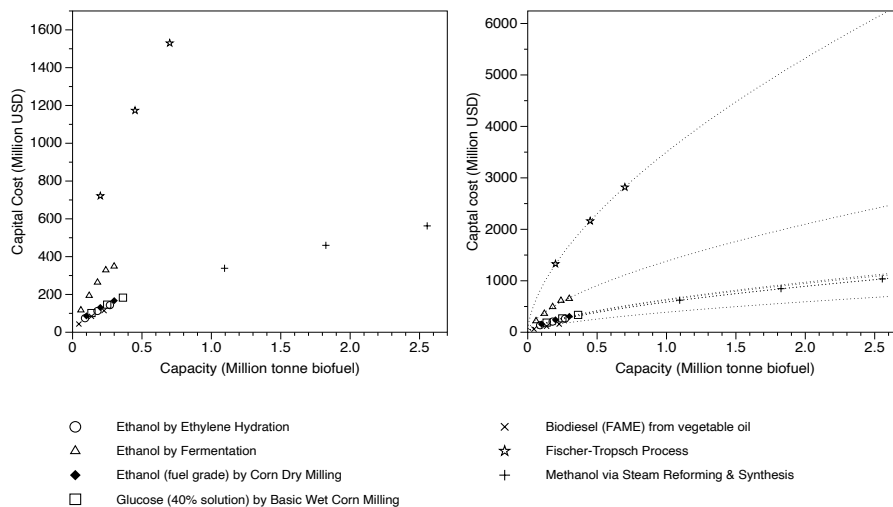 Capital Cost (Million USD)
1600
1400
1200
1000
800
600
400
200
0
0 0.5 1.0 1.5 2.0 2.5
Capacity (Million tonne biofuel)
Capital cost (Million USD)
6000
5000
4000
3000
2000
1000
0
0 0.5 1.0 1.5 2.0 2.5
Capacity (Million tonne biofuel)
Ethanol by Ethylene Hydration
Ethanol by Fermentation
Ethanol (fuel grade) by Corn Dry Milling
Glucose (40% solution) by Basic Wet Corn Milling
Biodiesel (FAME) from vegetable oil
Fischer-Tropsch Process
Methanol via Steam Reforming & Synthesis